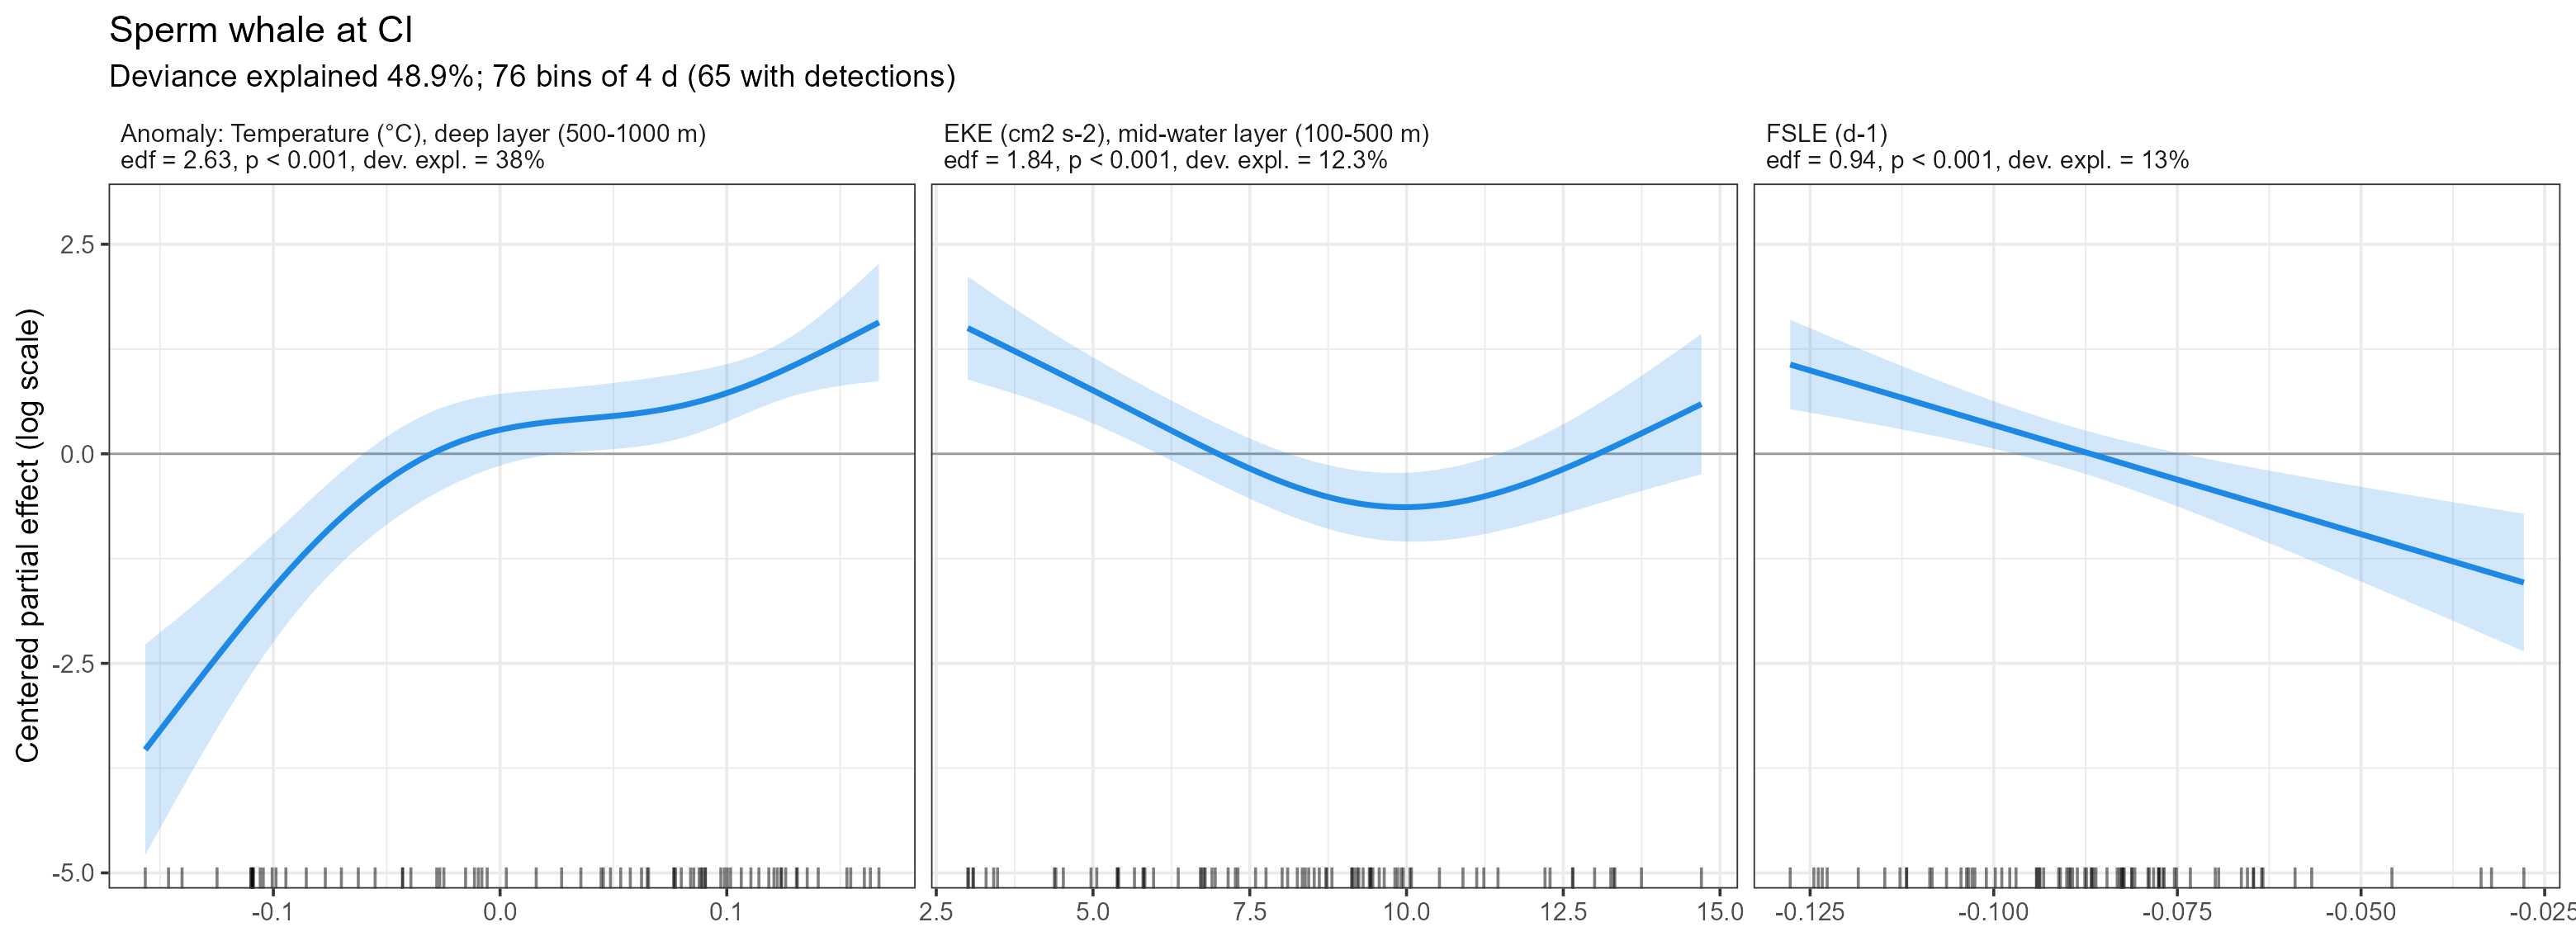 Sperm whale at CI
Deviance explained 48.9%; 76 bins of 4 d (65 with detections)
Anomaly: Temperature (°C), deep layer (500-1000 m)
edf = 2.63, p < 0.001, dev. expl. = 38%
EKE (cm2 s-2), mid-water layer (100-500 m)
edf = 1.84, p < 0.001, dev. expl. = 12.3%
FSLE (d-1)
edf = 0.94, p < 0.001, dev. expl. = 13%
Centered partial effect (log scale)
2.5
0.0
-2.5
-5.0
-0.1 0.0 0.1
2.5 5.0 7.5 10.0 12.5 15.0
-0.125 -0.100 -0.075 -0.050 -0.025